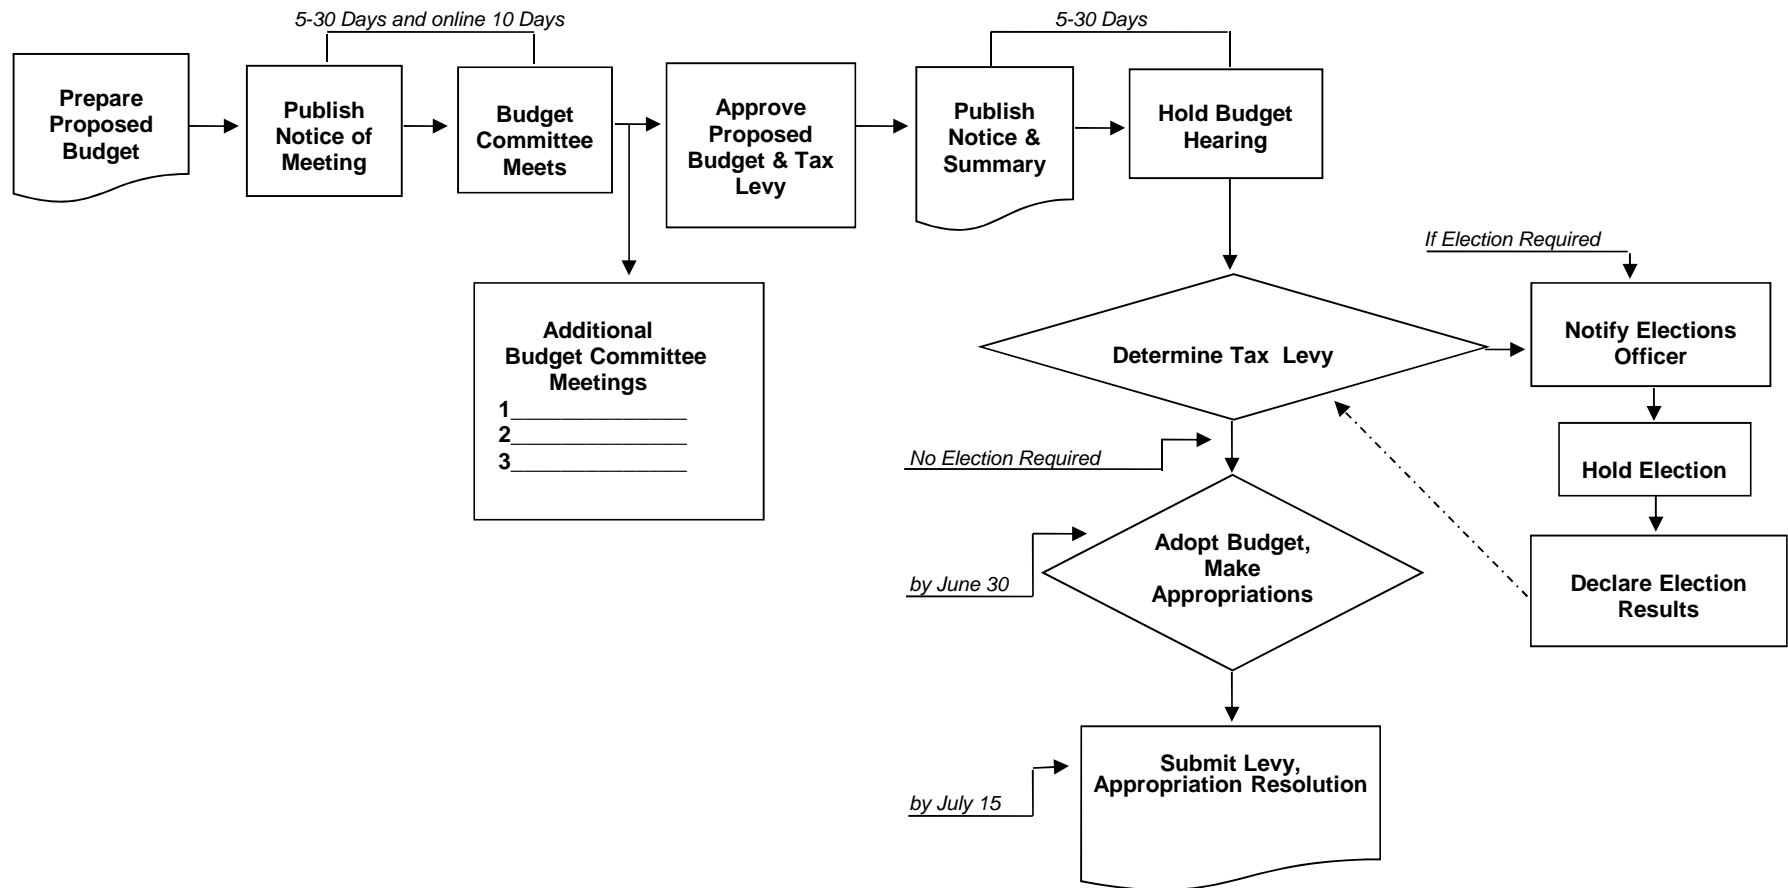 5-30 Days and online 10 Days
5-30 Days
Prepare
Proposed
Budget
Publish
Notice of
Meeting
Budget
Committee
Meets
Approve
Proposed
Budget & Tax
Levy
Publish
Notice &
Summary
Hold Budget
Hearing
Additional
Budget Committee
Meetings
1_______________
2_______________
3_______________
If Election Required
Determine Tax Levy
Notify Elections
Officer
No Election Required
Hold Election
by June 30
Adopt Budget,
Make
Appropriations
Declare Election
Results
by July 15
Submit Levy,
Appropriation Resolution